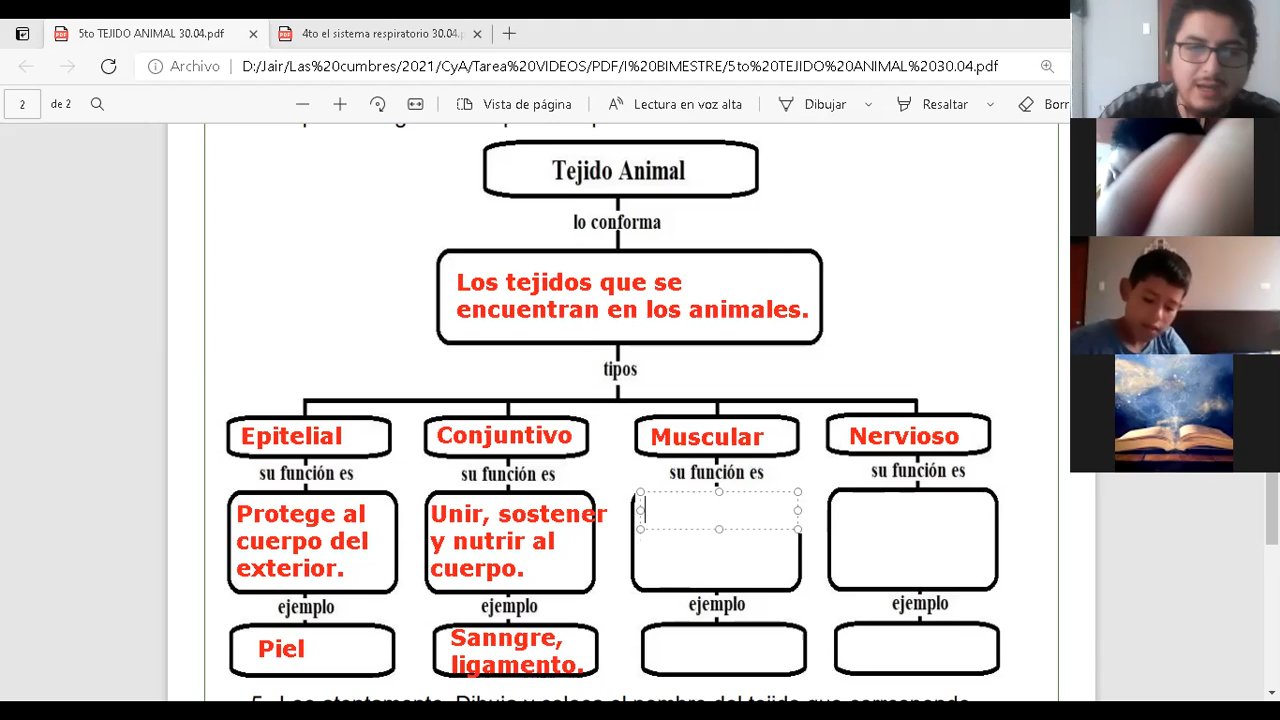 5to TEJIDO ANIMAL 30.04.pdf
4to el sistema respiratorio 30.04.p
Archivo
D:/Jair/Las%20cumbres/2021/CyA/Tarea%20VIDEOS/PDF/I%20BIMESTRE/5to%20TEJIDO%20ANIMAL%2030.04.pdf
2
de 2
Vista de página
Lectura en voz alta
Dibujar
Resaltar
Borr
Tejido Animal
lo conforma
Los tejidos que se
encuentran en los animales.
tipos
Epitelial
Conjuntivo
Muscular
Nervioso
su función es
su función es
su función es
su función es
Protege al
cuerpo del
exterior.
Unir, sostener
y nutrir al
cuerpo.
ejemplo
ejemplo
ejemplo
ejemplo
Piel
Sanngre,
ligamento.